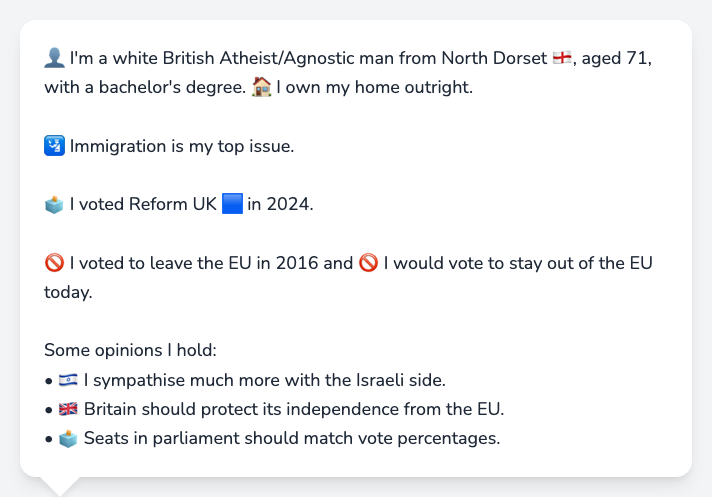 👤 I'm a white British Atheist/Agnostic man from North Dorset 🏴󠁧󠁢󠁥󠁮󠁧󠁿, aged 71,
with a bachelor's degree. 🏠 I own my home outright.
🛂 Immigration is my top issue.
🗳️ I voted Reform UK 🟦 in 2024.
🚫 I voted to leave the EU in 2016 and 🚫 I would vote to stay out of the EU
today.
Some opinions I hold:
• 🇮🇱 I sympathise much more with the Israeli side.
• 🇬🇧 Britain should protect its independence from the EU.
• 🗳️ Seats in parliament should match vote percentages.